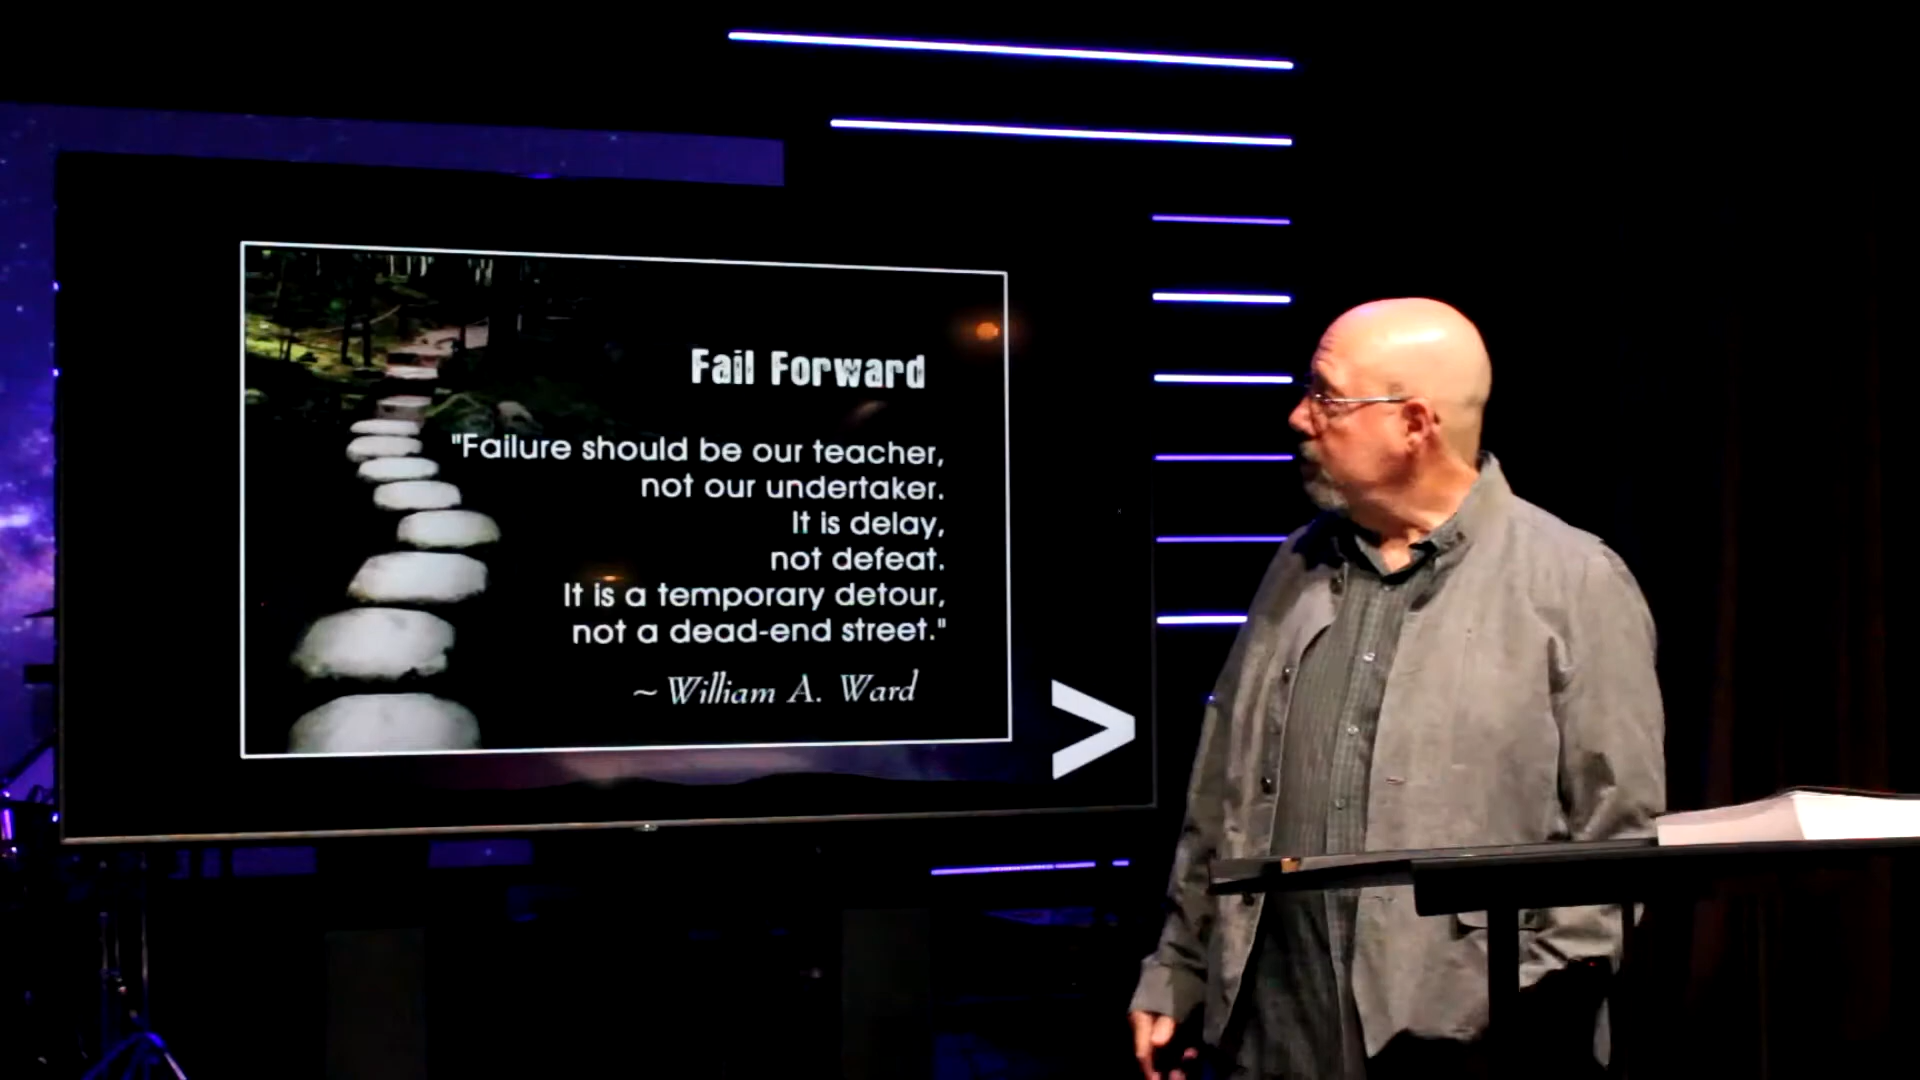 Fail Forward
"Failure should be our teacher,
not our undertaker.
It is delay,
not defeat.
It is a temporary detour,
not a dead-end street."
~ William A. Ward
>